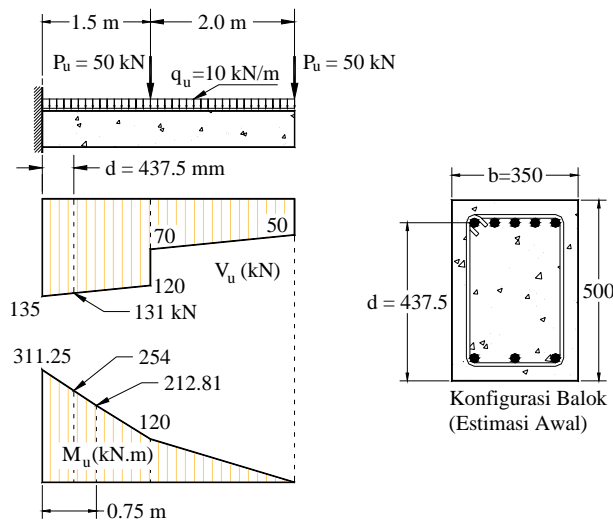 1.5 m
2.0 m
P_u = 50 kN
P_u = 50 kN
q_u=10 kN/m
d = 437.5 mm
70
50
V_u (kN)
120
135
131 kN
311.25
254
212.81
120
M_u(kN.m)
0.75 m
b=350
d = 437.5
500
Konfigurasi Balok
(Estimasi Awal)